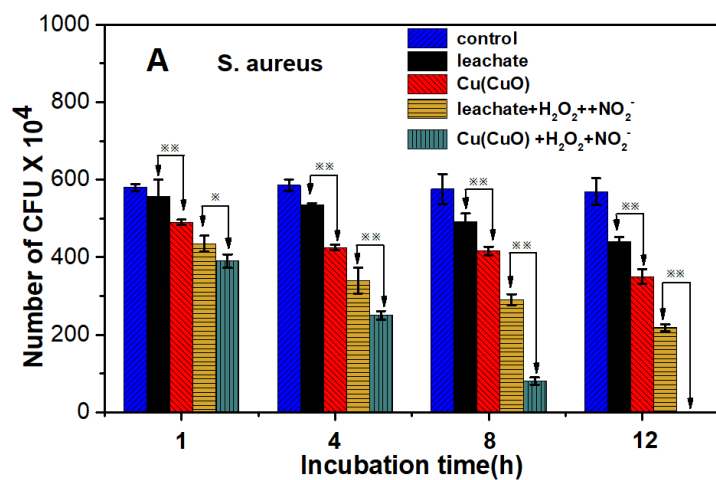 1000
800
600
400
200
0
Number of CFU X 10⁴
A S. aureus
control
leachate
Cu(CuO)
leachate+H₂O₂++NO₂⁻
Cu(CuO) +H₂O₂+NO₂⁻
※※ ※ ※※ ※※ ※※ ※※ ※※ ※※
1 4 8 12
Incubation time(h)